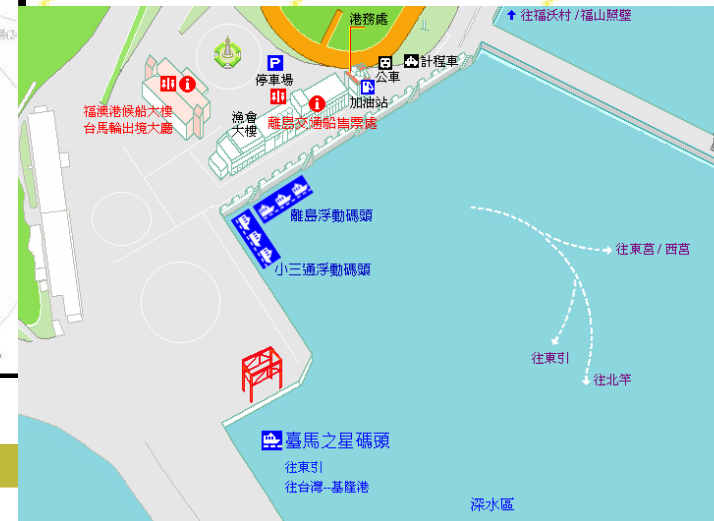 港務處
往福沃村/福山照壁
計程車
公車
停車場
加油站
福澳港候船大樓
台馬輪出境大廳
漁會
大樓
離島交通船售票處
離島浮動碼頭
小三通浮動碼頭
往東莒/西莒
往東引
往北竿
臺馬之星碼頭
往東引
往台灣--基隆港
深水區